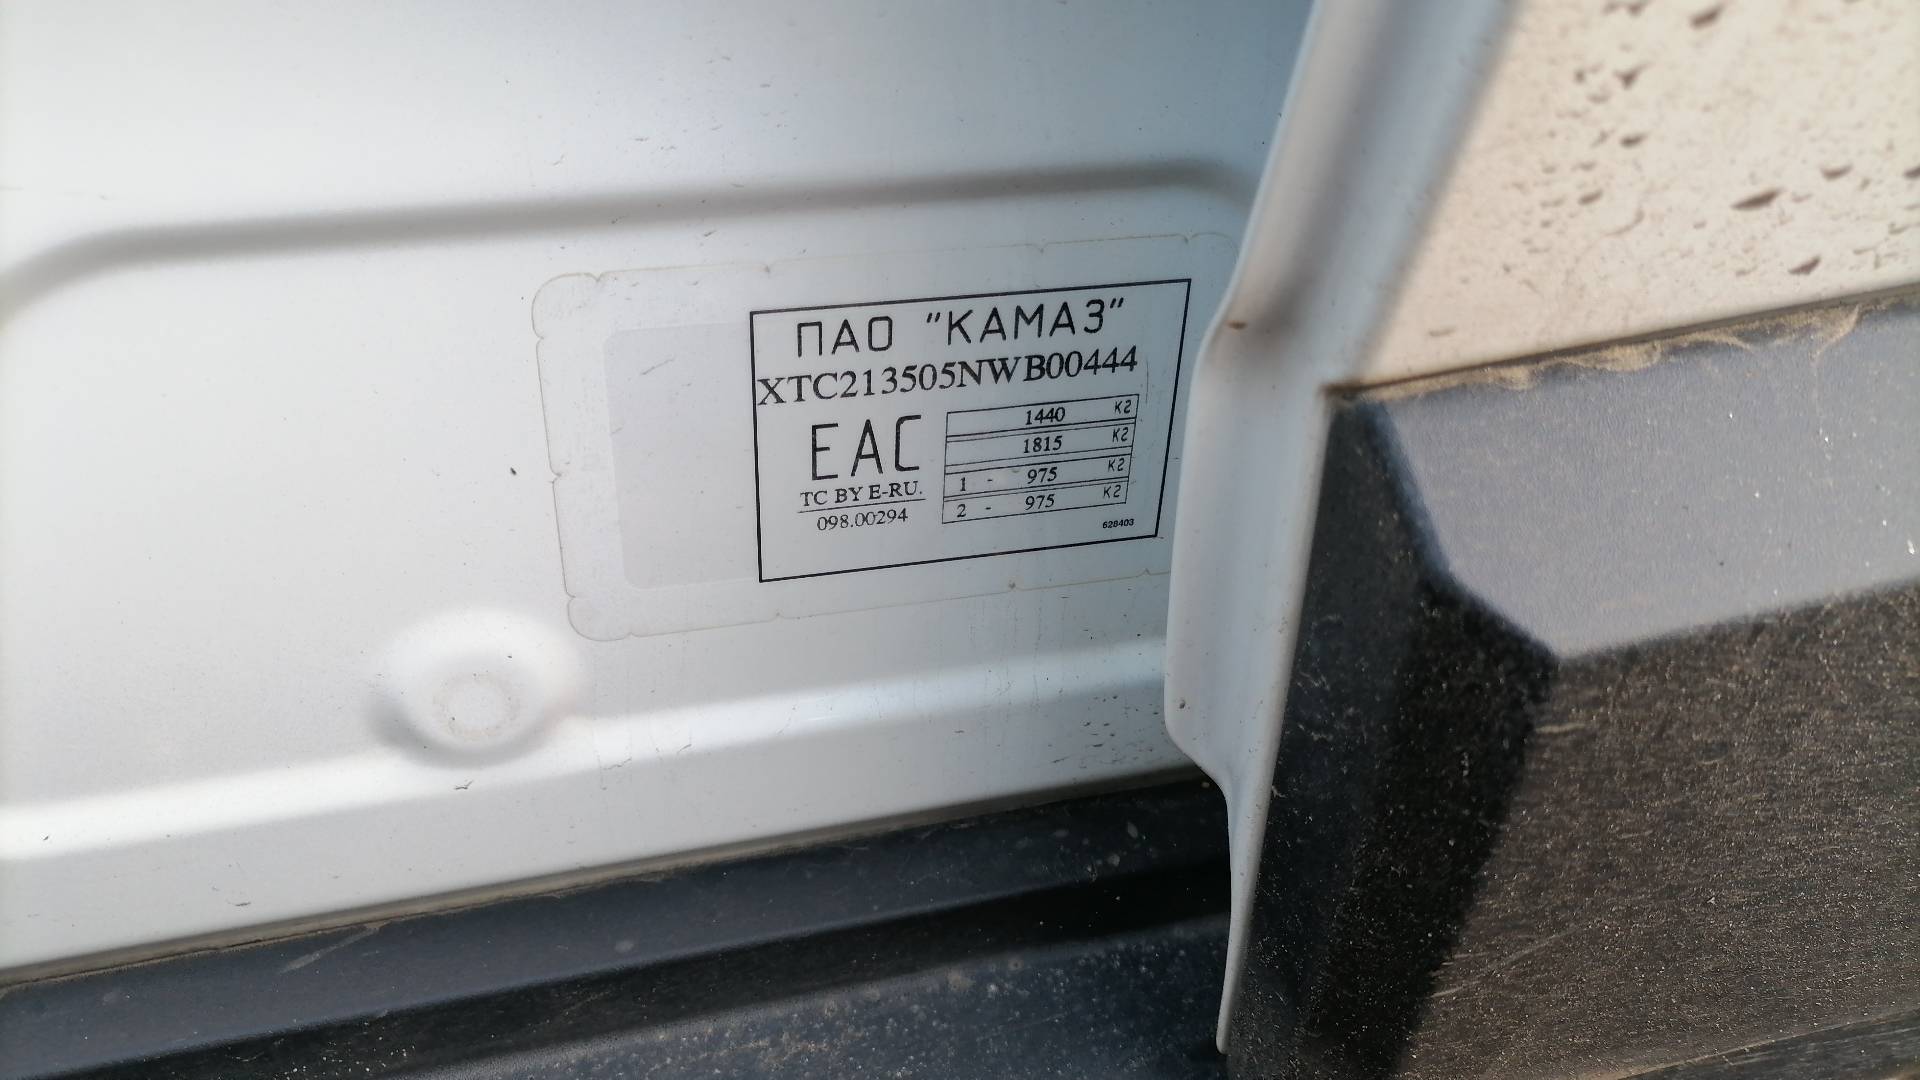 ПАО "КАМАЗ"
XTC213505NWB00444
EAC
TC BY E-RU.
098.00294
1440 КГ
1815 КГ
1 - 975 КГ
2 - 975 КГ
628403